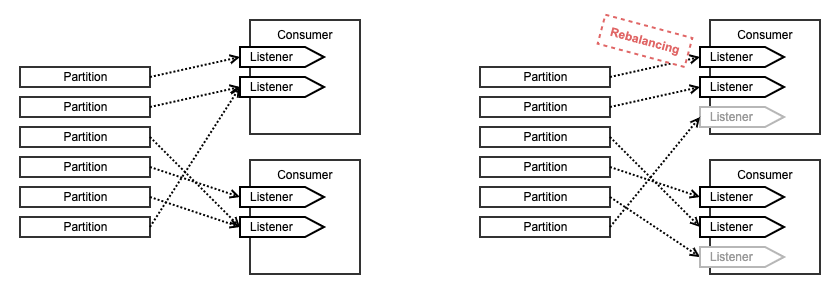 Consumer
Listener
Partition
Listener
Partition
Partition
Partition
Consumer
Partition
Listener
Partition
Listener
Rebalancing
Consumer
Listener
Partition
Listener
Partition
Listener
Partition
Partition
Consumer
Partition
Listener
Partition
Listener
Listener